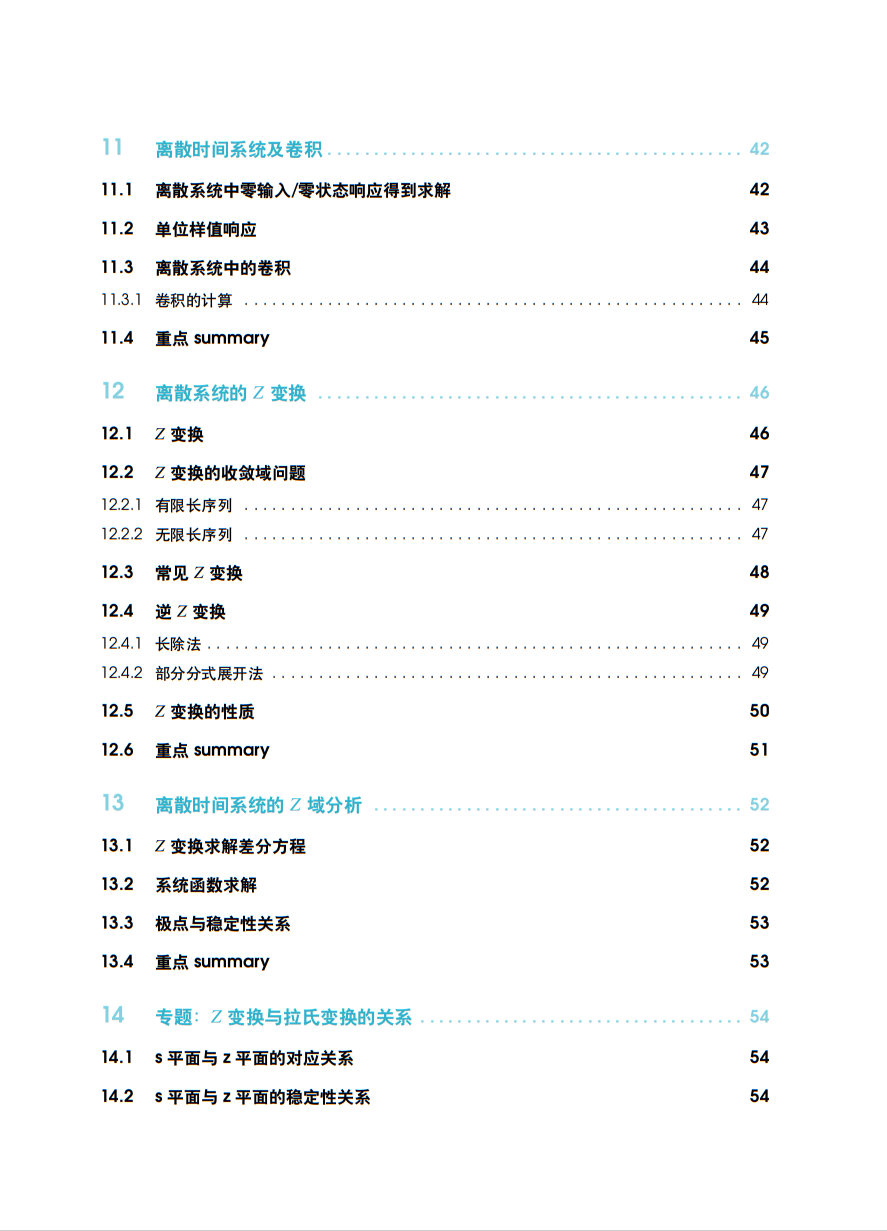 11 离散时间系统及卷积 42
11.1 离散系统中零输入/零状态响应得到求解 42
11.2 单位样值响应 43
11.3 离散系统中的卷积 44
11.3.1 卷积的计算 44
11.4 重点 summary 45
12 离散系统的 Z 变换 46
12.1 Z 变换 46
12.2 Z 变换的收敛域问题 47
12.2.1 有限长序列 47
12.2.2 无限长序列 47
12.3 常见 Z 变换 48
12.4 逆 Z 变换 49
12.4.1 长除法 49
12.4.2 部分分式展开法 49
12.5 Z 变换的性质 50
12.6 重点 summary 51
13 离散时间系统的 Z 域分析 52
13.1 Z 变换求解差分方程 52
13.2 系统函数求解 52
13.3 极点与稳定性关系 53
13.4 重点 summary 53
14 专题：Z 变换与拉氏变换的关系 54
14.1 s 平面与 z 平面的对应关系 54
14.2 s 平面与 z 平面的稳定性关系 54